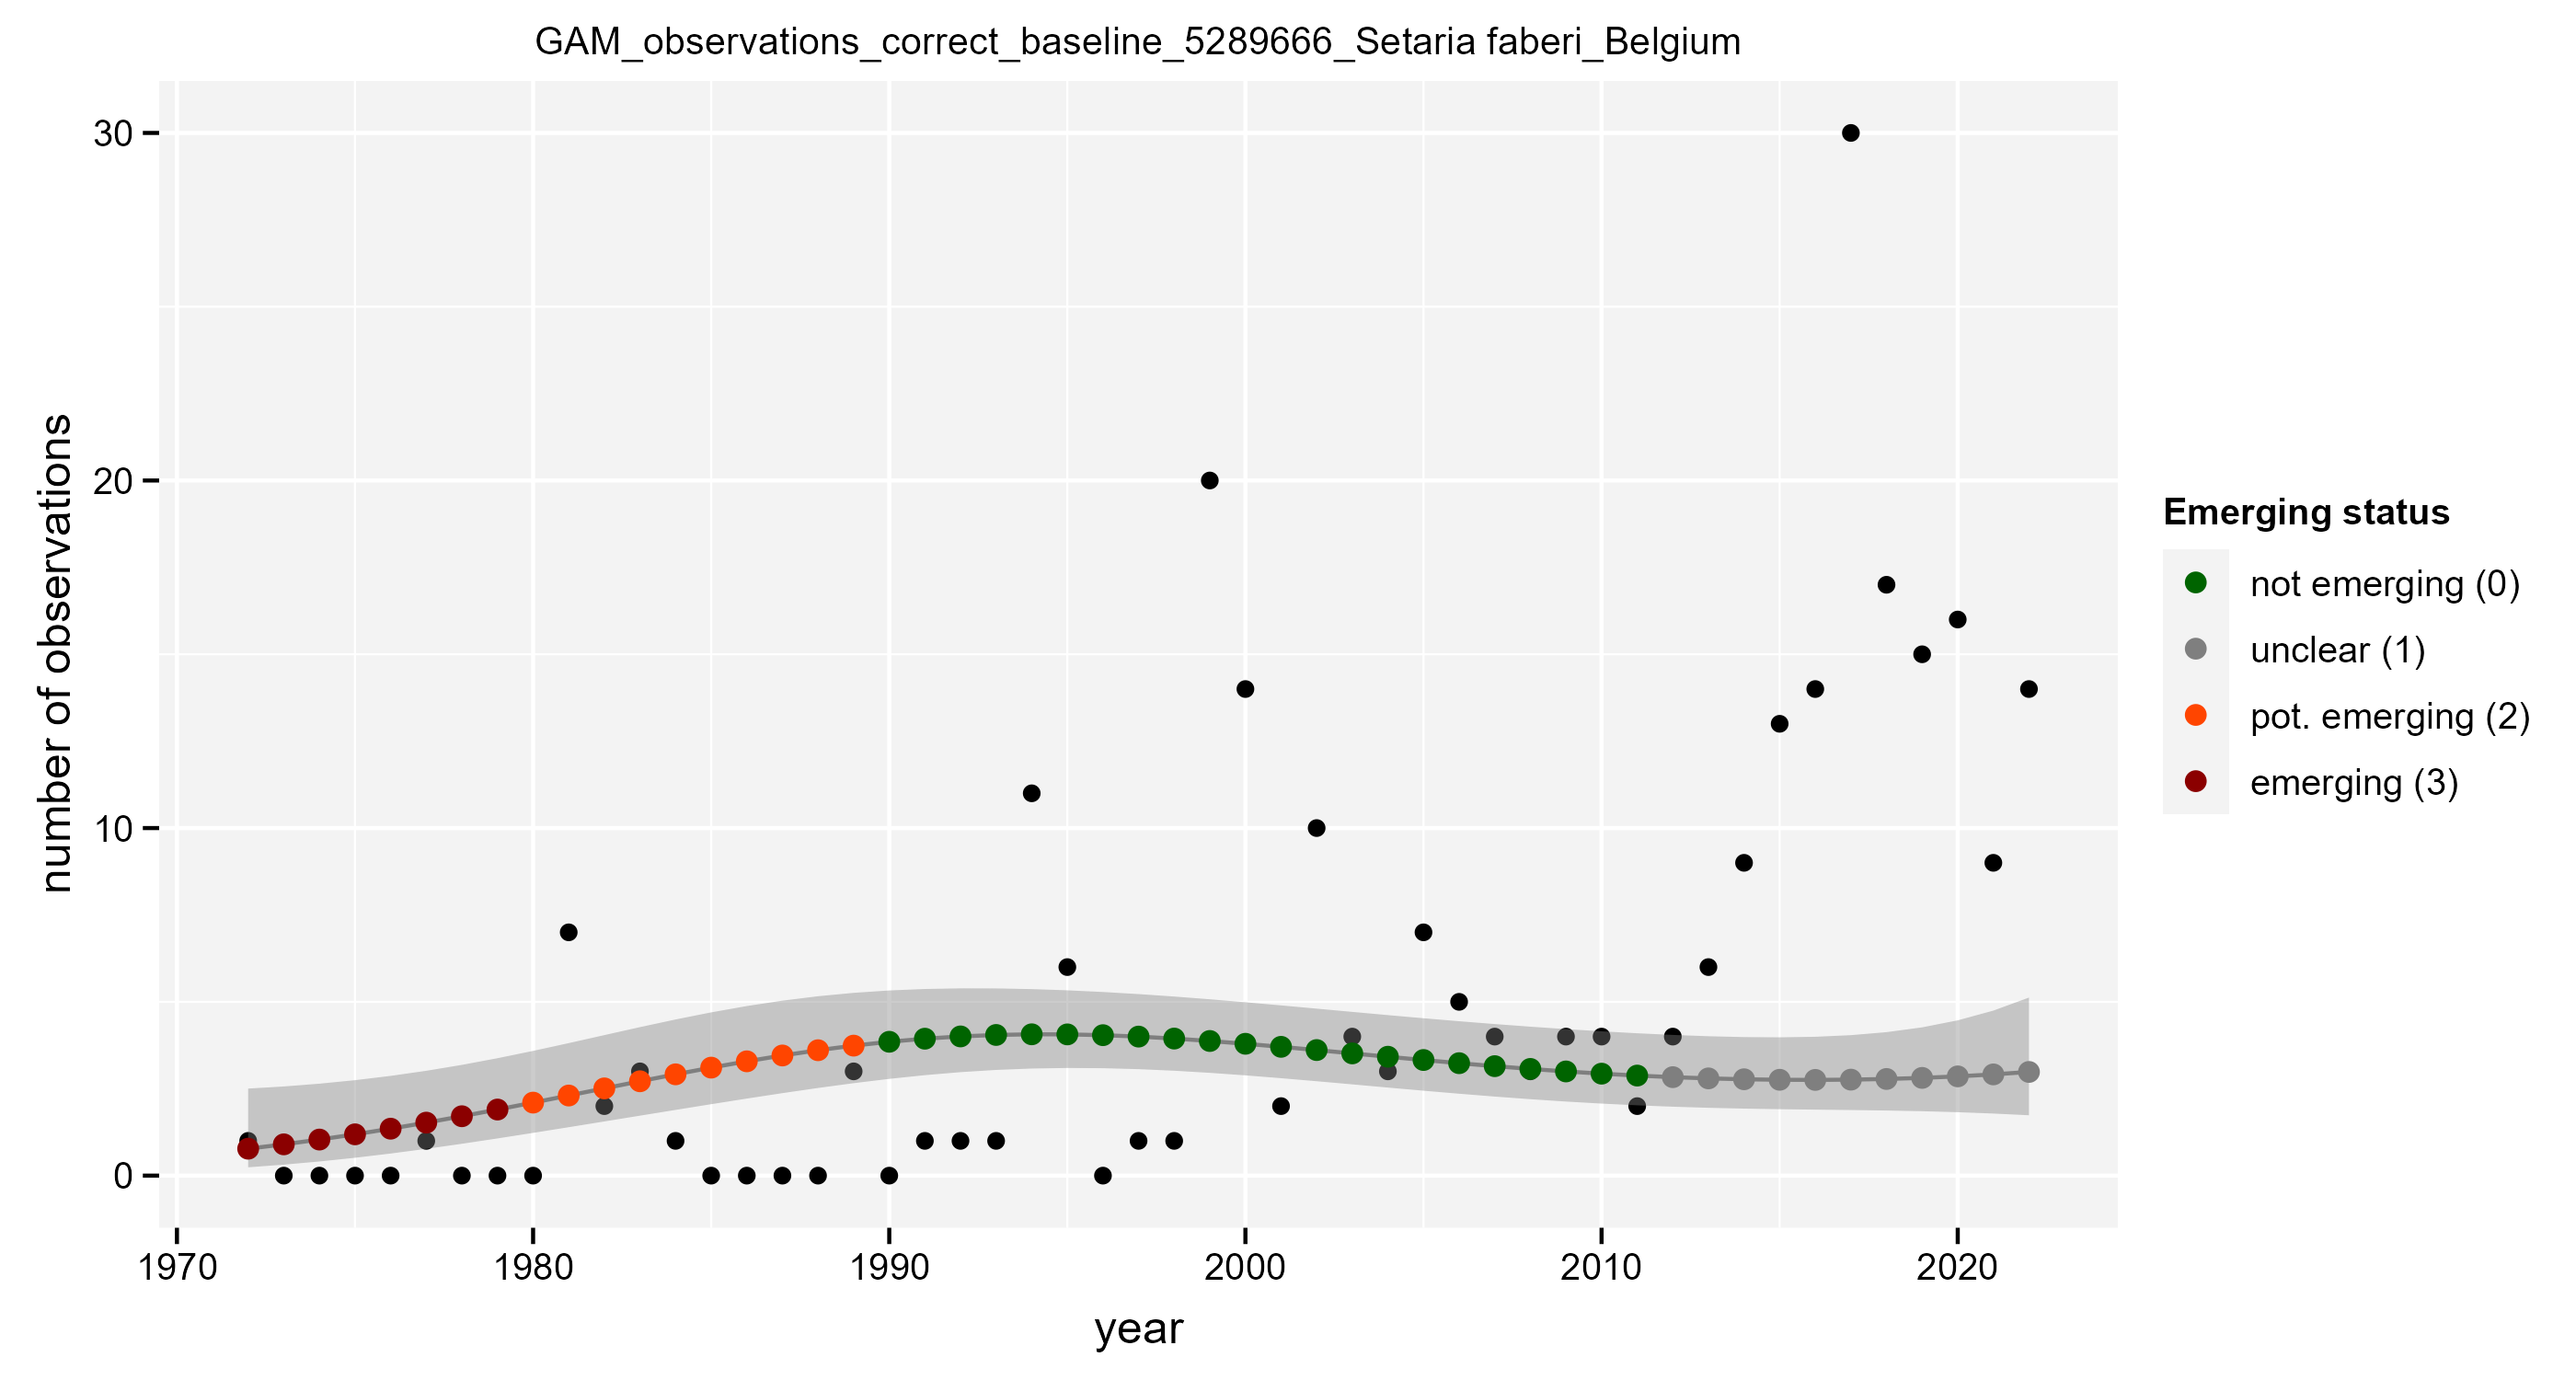 GAM_observations_correct_baseline_5289666_Setaria faberi_Belgium
number of observations
30
20
10
0
1970 1980 1990 2000 2010 2020
year
Emerging status
not emerging (0)
unclear (1)
pot. emerging (2)
emerging (3)